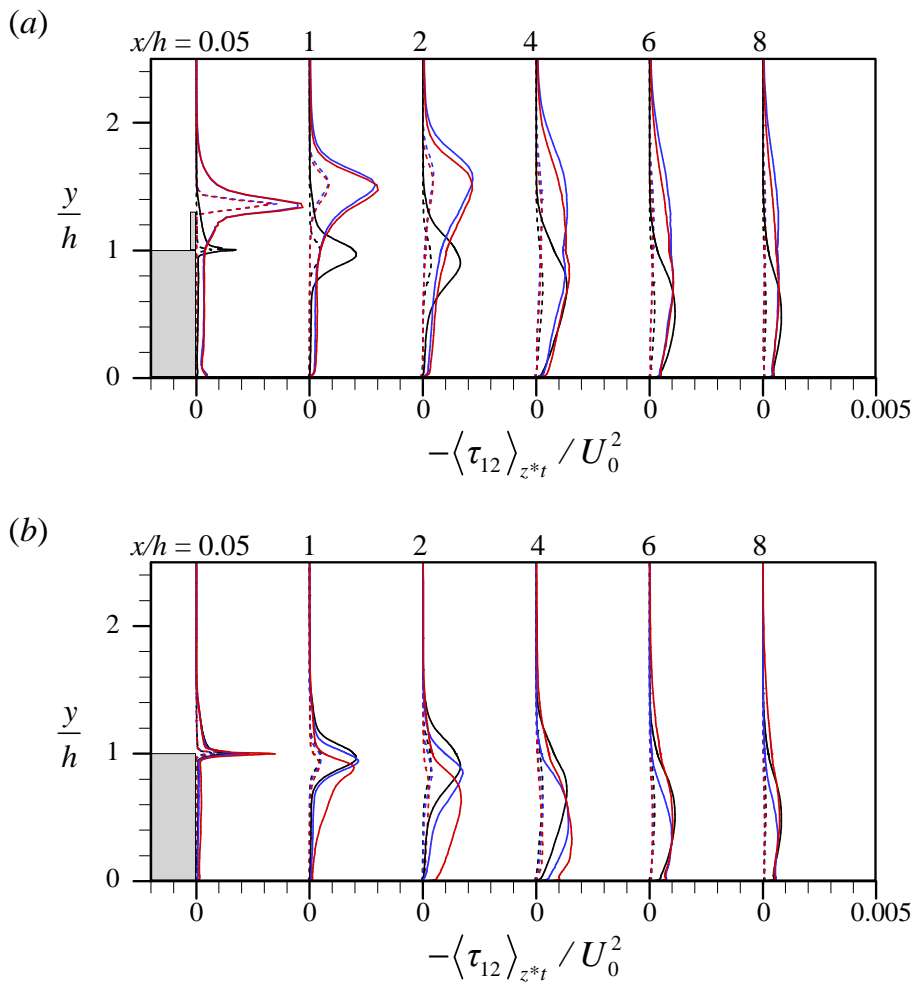 (a)
x/h = 0.05 1 2 4 6 8
2
y/h
1
0
0 0 0 0 0 0 0.005
−⟨τ₁₂⟩z*t / U₀²
(b)
x/h = 0.05 1 2 4 6 8
2
y/h
1
0
0 0 0 0 0 0 0.005
−⟨τ₁₂⟩z*t / U₀²